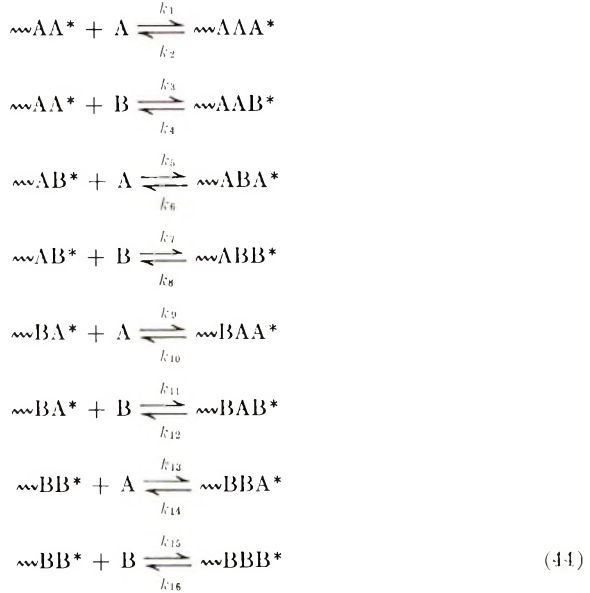 k₁
⁓AA* + A ⇌ ⁓AAA*
k₂
k₃
⁓AA* + B ⇌ ⁓AAB*
k₄
k₅
⁓AB* + A ⇌ ⁓ABA*
k₆
k₇
⁓AB* + B ⇌ ⁓ABB*
k₈
k₉
⁓BA* + A ⇌ ⁓BAA*
k₁₀
k₁₁
⁓BA* + B ⇌ ⁓BAB*
k₁₂
k₁₃
⁓BB* + A ⇌ ⁓BBA*
k₁₄
k₁₅
⁓BB* + B ⇌ ⁓BBB* (44)
k₁₆